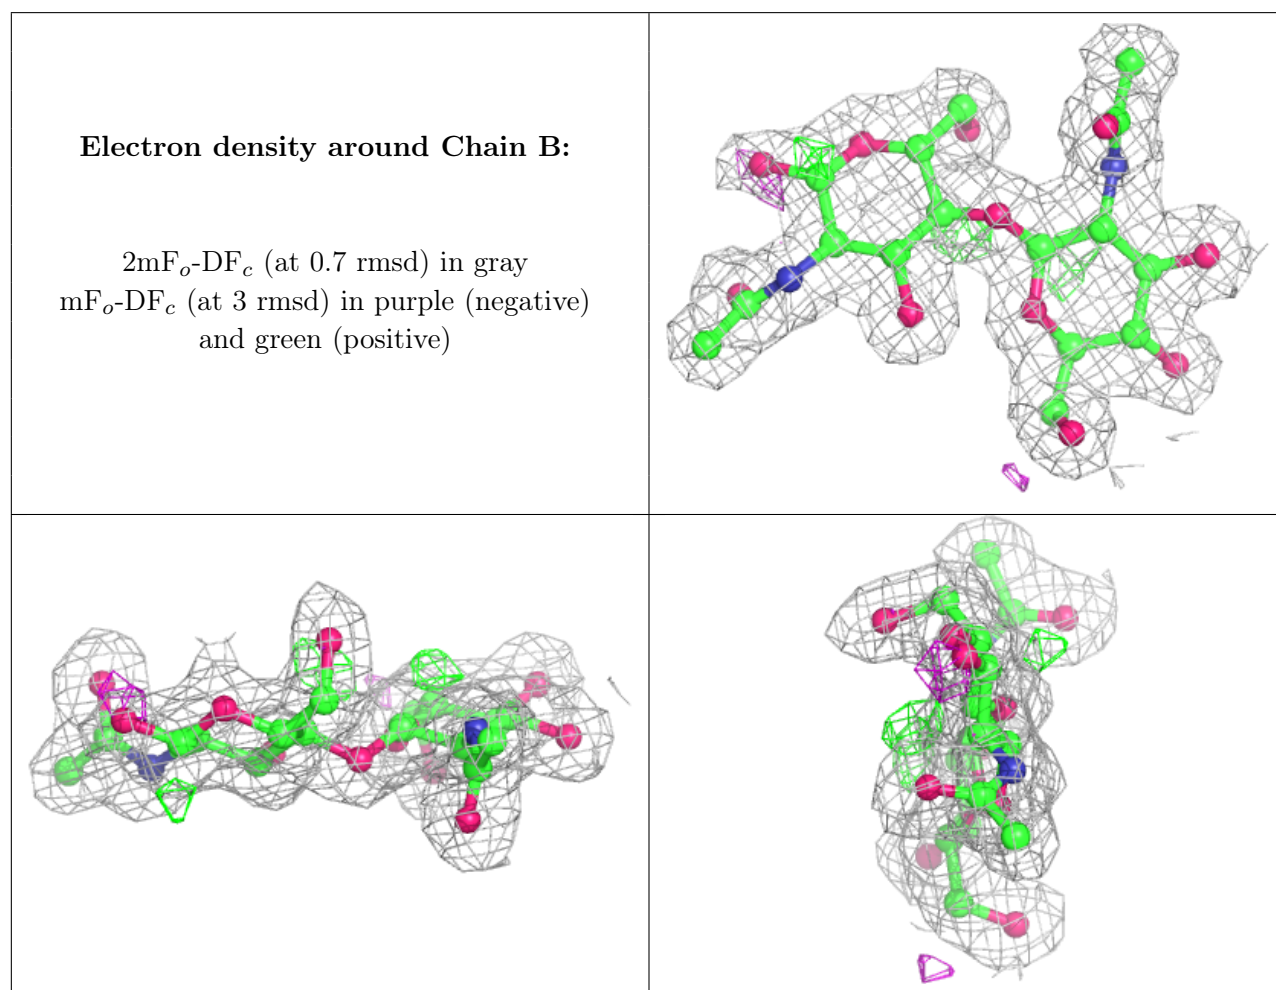 Electron density around Chain B:
2mFₒ-DF𝒸 (at 0.7 rmsd) in gray
mFₒ-DF𝒸 (at 3 rmsd) in purple (negative)
and green (positive)